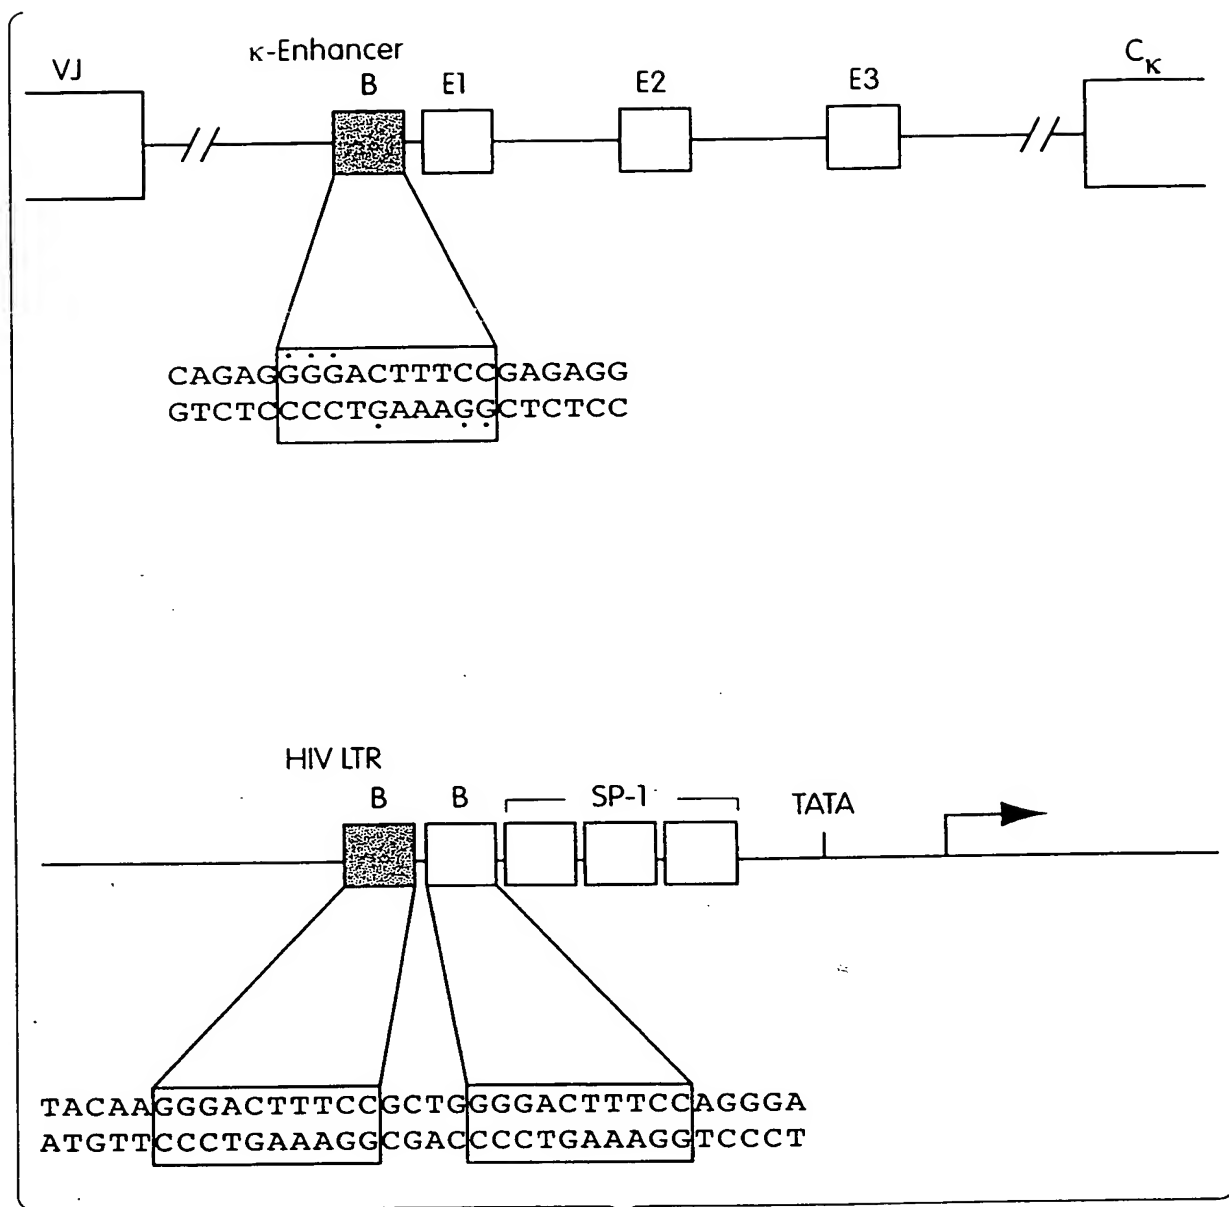 κ-Enhancer
VJ B E1 E2 E3 Cκ
CAGAGGGGACTTTCCGAGAGG
GTCTCCCCTGAAAGGCTCTCC
HIV LTR
B B SP-1 TATA
TACAAGGGACTTTCCGCTGGGGACTTTCCAGGGA
ATGTTCCCTGAAAGGCGACCCCTGAAAGGTCCCT